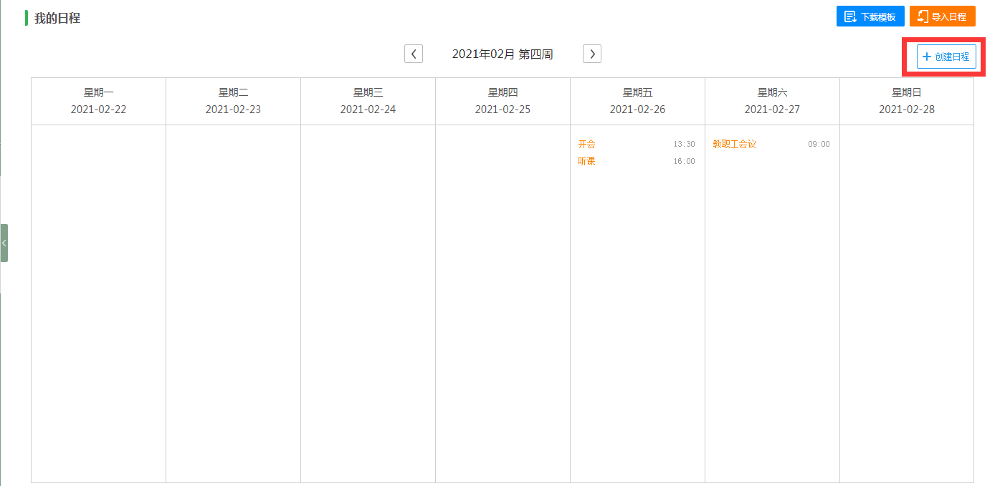 我的日程
下载模板
导入日程
2021年02月 第四周
创建日程
星期一 星期二 星期三 星期四 星期五 星期六 星期日
2021-02-22 2021-02-23 2021-02-24 2021-02-25 2021-02-26 2021-02-27 2021-02-28
开会 13:30
听课 16:00
教职工会议 09:00